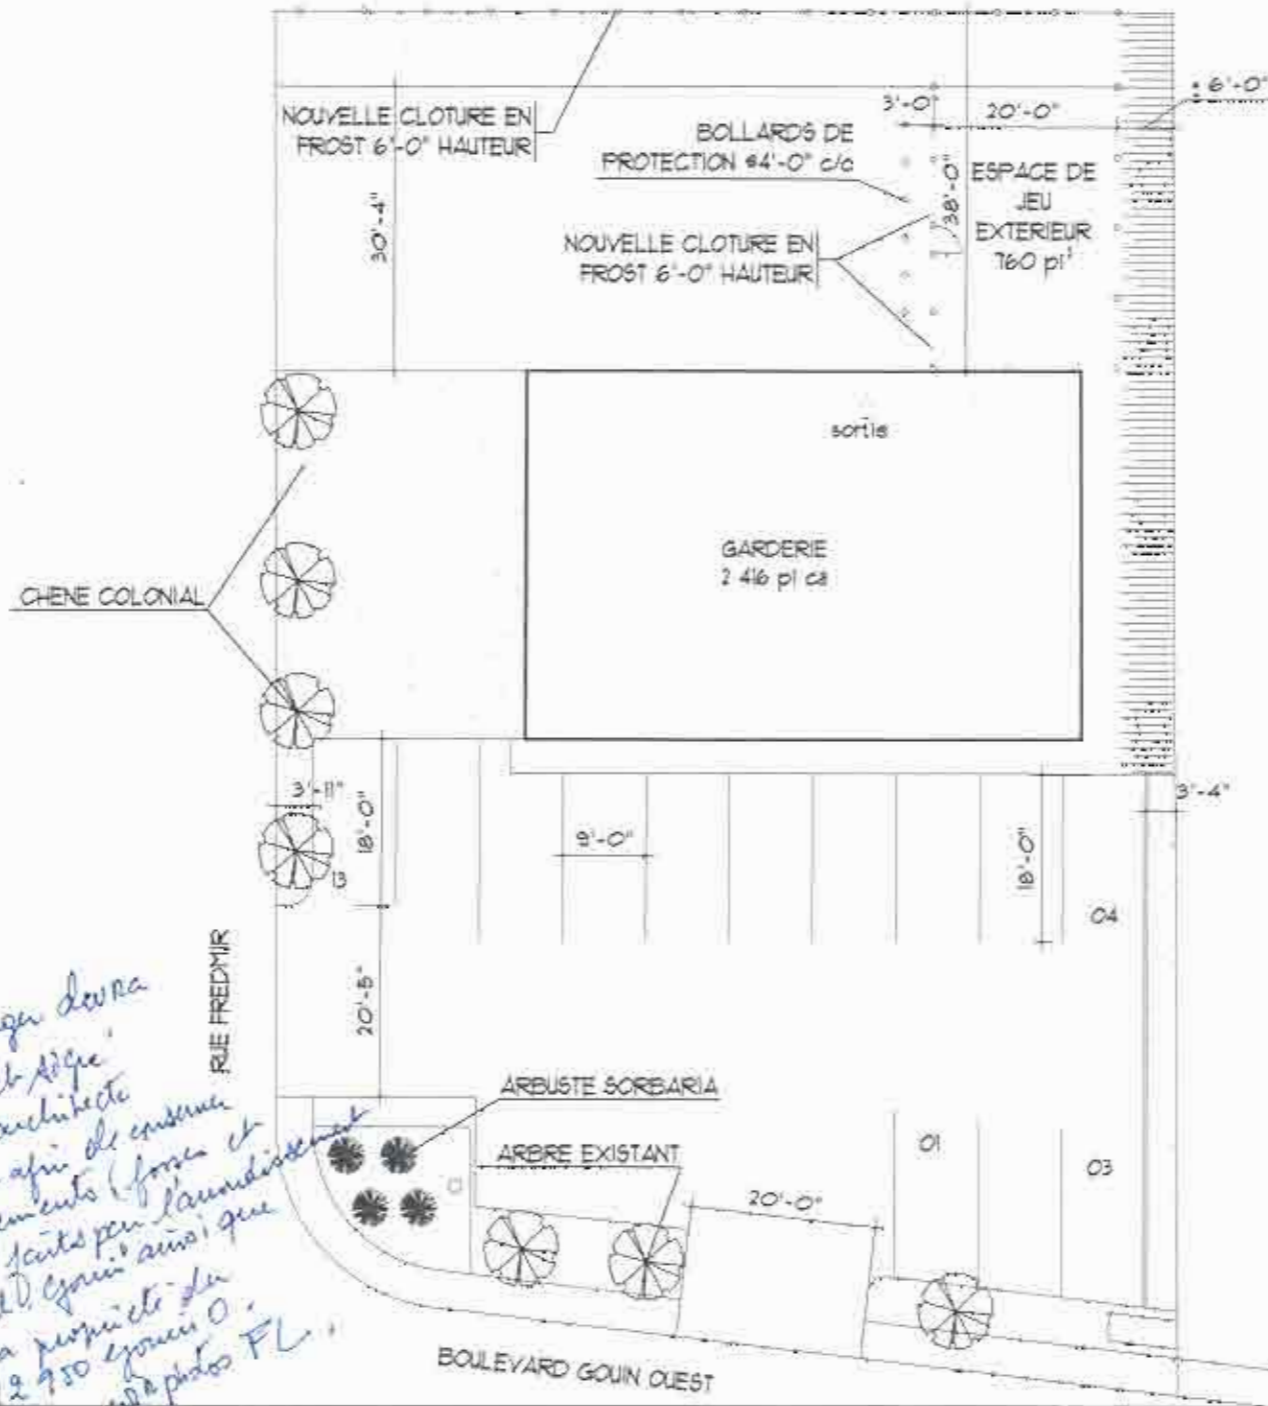 NOUVELLE CLOTURE EN
FROST 6'-0" HAUTEUR
30'-4"
BOLLARDS DE
PROTECTION @4'-0" c/c
3'-0"
20'-0"
± 6'-0"
38'-0"
ESPACE DE
JEU
EXTERIEUR
760 pi²
NOUVELLE CLOTURE EN
FROST 6'-0" HAUTEUR
sortie
GARDERIE
2 416 pi ca
CHENE COLONIAL
3'-11"
18'-0"
13
9'-0"
18'-0"
3'-4"
04
RUE FREDMIR
20'-5"
ARBUSTE SORBARIA
ARBRE EXISTANT
20'-0"
01
03
BOULEVARD GOUIN OUEST
devra
architecte
afin de conserver
et
par l'arrondissement
ainsi que
propriété du
Gouin O.
photos FL